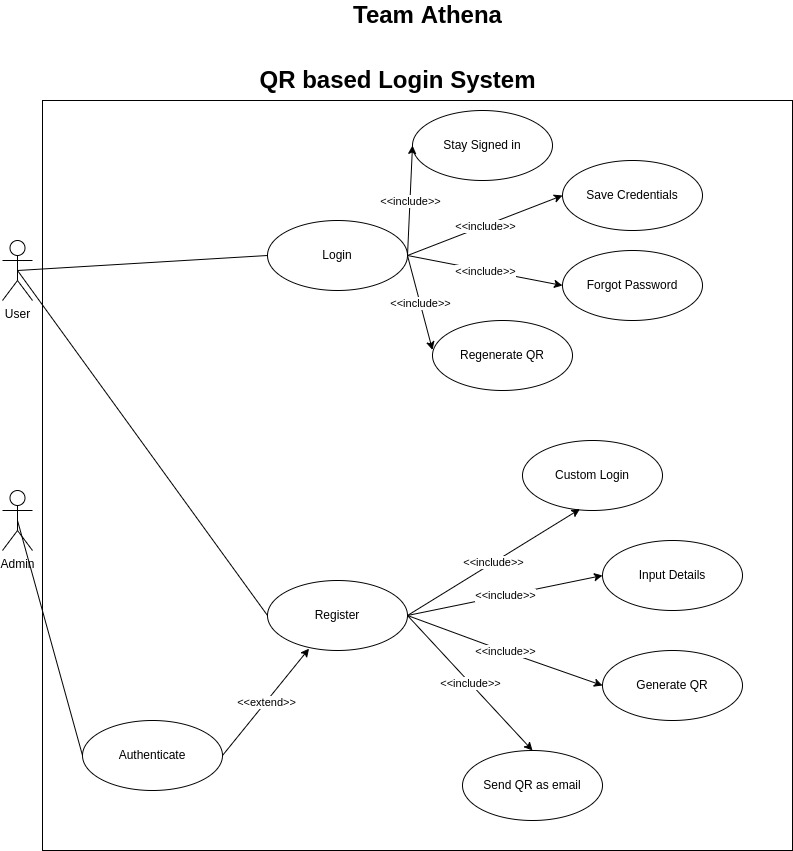 Team Athena
QR based Login System
Stay Signed in
Save Credentials
<<include>>
<<include>>
Login
<<include>>
Forgot Password
User
<<include>>
Regenerate QR
Custom Login
Admin
<<include>>
Input Details
<<include>>
Register
<<include>>
Generate QR
<<include>>
<<extend>>
Authenticate
Send QR as email